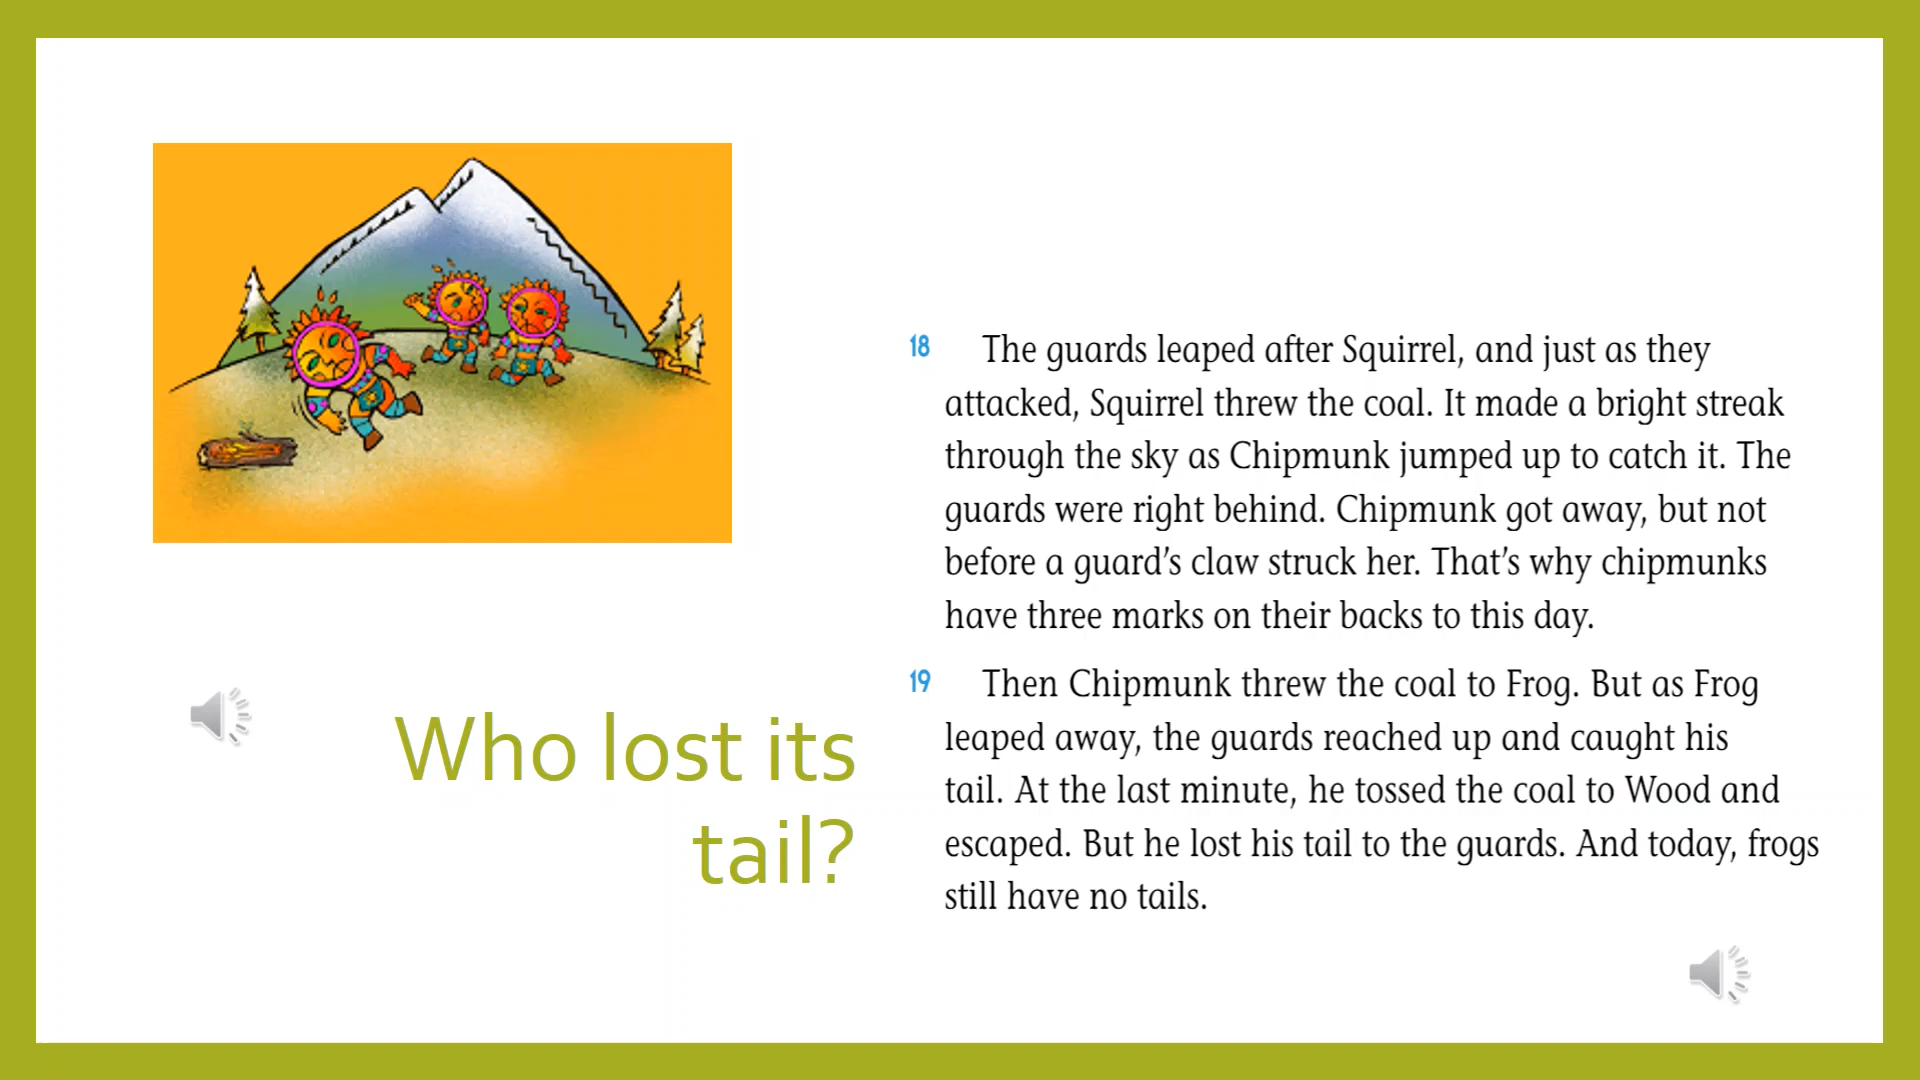 Who lost its
tail?
18 The guards leaped after Squirrel, and just as they
attacked, Squirrel threw the coal. It made a bright streak
through the sky as Chipmunk jumped up to catch it. The
guards were right behind. Chipmunk got away, but not
before a guard’s claw struck her. That’s why chipmunks
have three marks on their backs to this day.
19 Then Chipmunk threw the coal to Frog. But as Frog
leaped away, the guards reached up and caught his
tail. At the last minute, he tossed the coal to Wood and
escaped. But he lost his tail to the guards. And today, frogs
still have no tails.